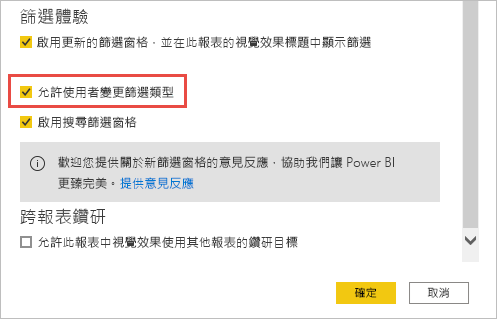 篩選體驗
啟用更新的篩選窗格，並在此報表的視覺效果標題中顯示篩選
允許使用者變更篩選類型
啟用搜尋篩選窗格
歡迎您提供關於新篩選窗格的意見反應，協助我們讓 Power BI
更臻完美。提供意見反應
跨報表鑽研
允許此報表中視覺效果使用其他報表的鑽研目標
確定
取消